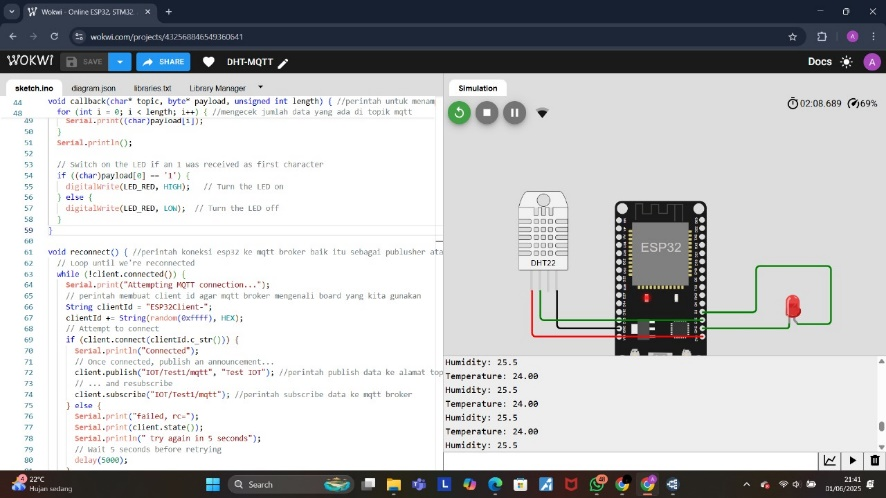 Wokwi - Online ESP32, STM32
wokwi.com/projects/432568846549360641
WOKWI
SAVE
SHARE
DHT-MQTT
Docs
A
sketch.ino
diagram.json
libraries.txt
Library Manager
Simulation
44 void callback(char* topic, byte* payload, unsigned int length) { //perintah untuk menam
48 for (int i = 0; i < length; i++) { //mengecek jumlah data yang ada di topik mqtt
49 Serial.print((char)payload[i]);
50 }
51 Serial.println();
52
53 // Switch on the LED if an 1 was received as first character
54 if ((char)payload[0] == '1') {
55 digitalWrite(LED_RED, HIGH); // Turn the LED on
56 } else {
57 digitalWrite(LED_RED, LOW); // Turn the LED off
58 }
59 }
60
61 void reconnect() { //perintah koneksi esp32 ke mqtt broker baik itu sebagai publusher ata
62 // Loop until we're reconnected
63 while (!client.connected()) {
64 Serial.print("Attempting MQTT connection...");
65 // perintah membuat client id agar mqtt broker mengenali board yang kita gunakan
66 String clientId = "ESP32Client-";
67 clientId += String(random(0xffff), HEX);
68 // Attempt to connect
69 if (client.connect(clientId.c_str())) {
70 Serial.println("Connected");
71 // Once connected, publish an announcement...
72 client.publish("IOT/Test1/mqtt", "Test IOT"); //perintah publish data ke alamat top
73 // ... and resubscribe
74 client.subscribe("IOT/Test1/mqtt"); //perintah subscribe data ke mqtt broker
75 } else {
76 Serial.print("failed, rc=");
77 Serial.print(client.state());
78 Serial.println(" try again in 5 seconds");
79 // Wait 5 seconds before retrying
80 delay(5000);
02:08.689
69%
DHT22
ESP32
Humidity: 25.5
Temperature: 24.00
Humidity: 25.5
Temperature: 24.00
Humidity: 25.5
Temperature: 24.00
Humidity: 25.5
22°C
Hujan sedang
Search
21:41
01/06/2025